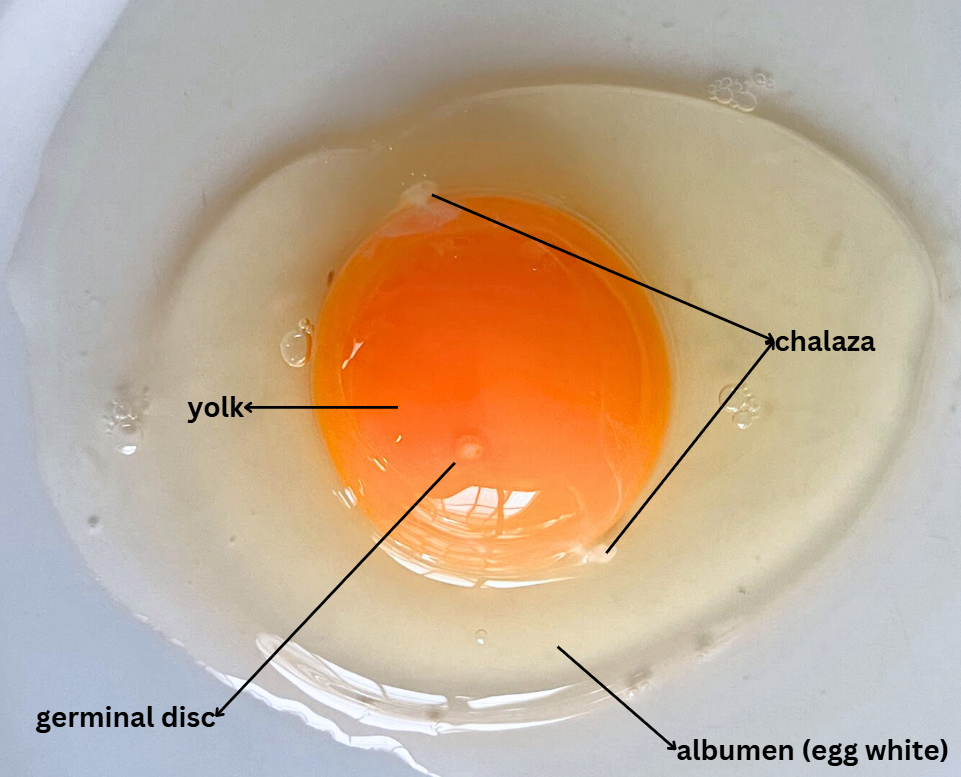 chalaza
yolk
germinal disc
albumen (egg white)